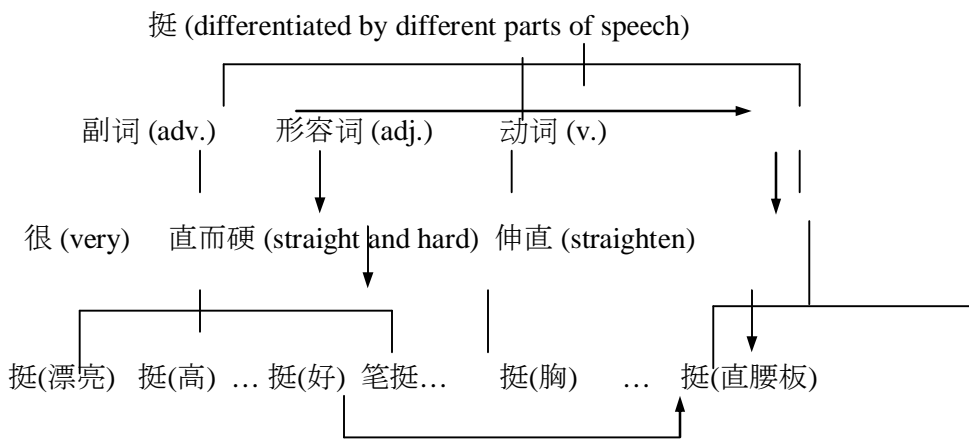 挺 (differentiated by different parts of speech)
副词 (adv.) 形容词 (adj.) 动词 (v.)
很 (very) 直而硬 (straight and hard) 伸直 (straighten)
挺(漂亮) 挺(高) … 挺(好) 笔挺… 挺(胸) … 挺(直腰板)